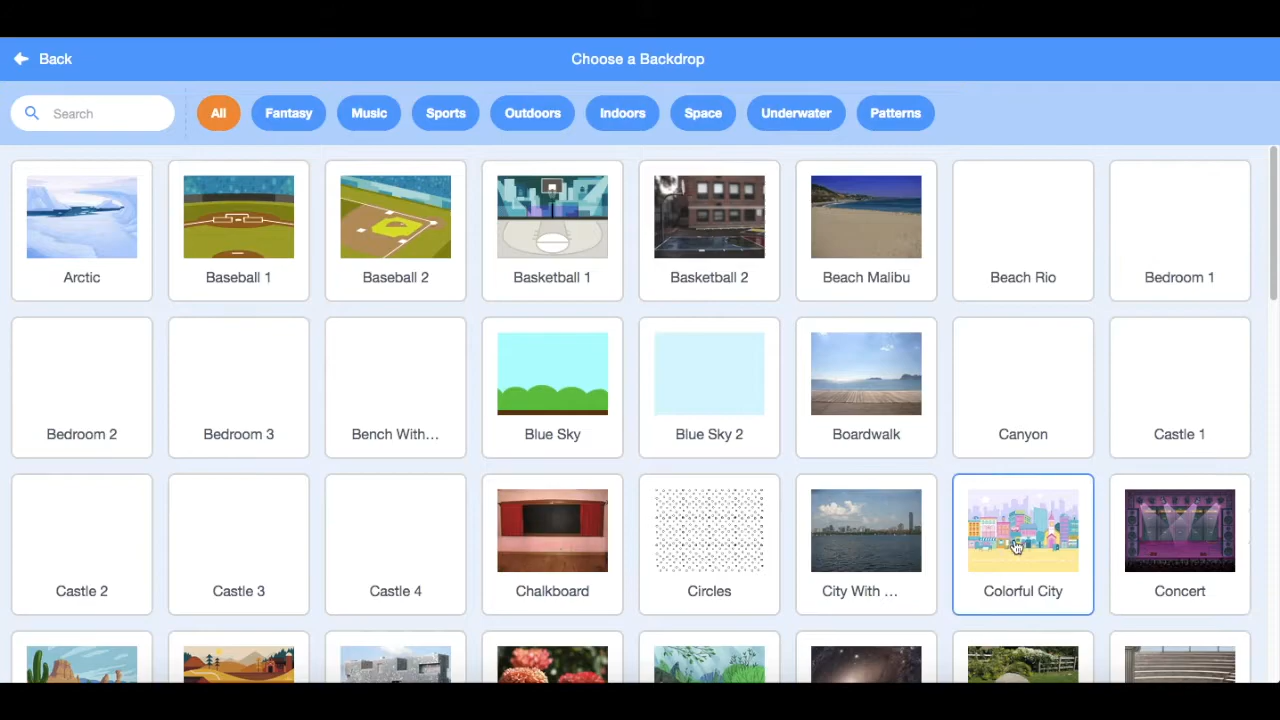 Back
Choose a Backdrop
Search
All Fantasy Music Sports Outdoors Indoors Space Underwater Patterns
Arctic Baseball 1 Baseball 2 Basketball 1 Basketball 2 Beach Malibu Beach Rio Bedroom 1
Bedroom 2 Bedroom 3 Bench With... Blue Sky Blue Sky 2 Boardwalk Canyon Castle 1
Castle 2 Castle 3 Castle 4 Chalkboard Circles City With ... Colorful City Concert